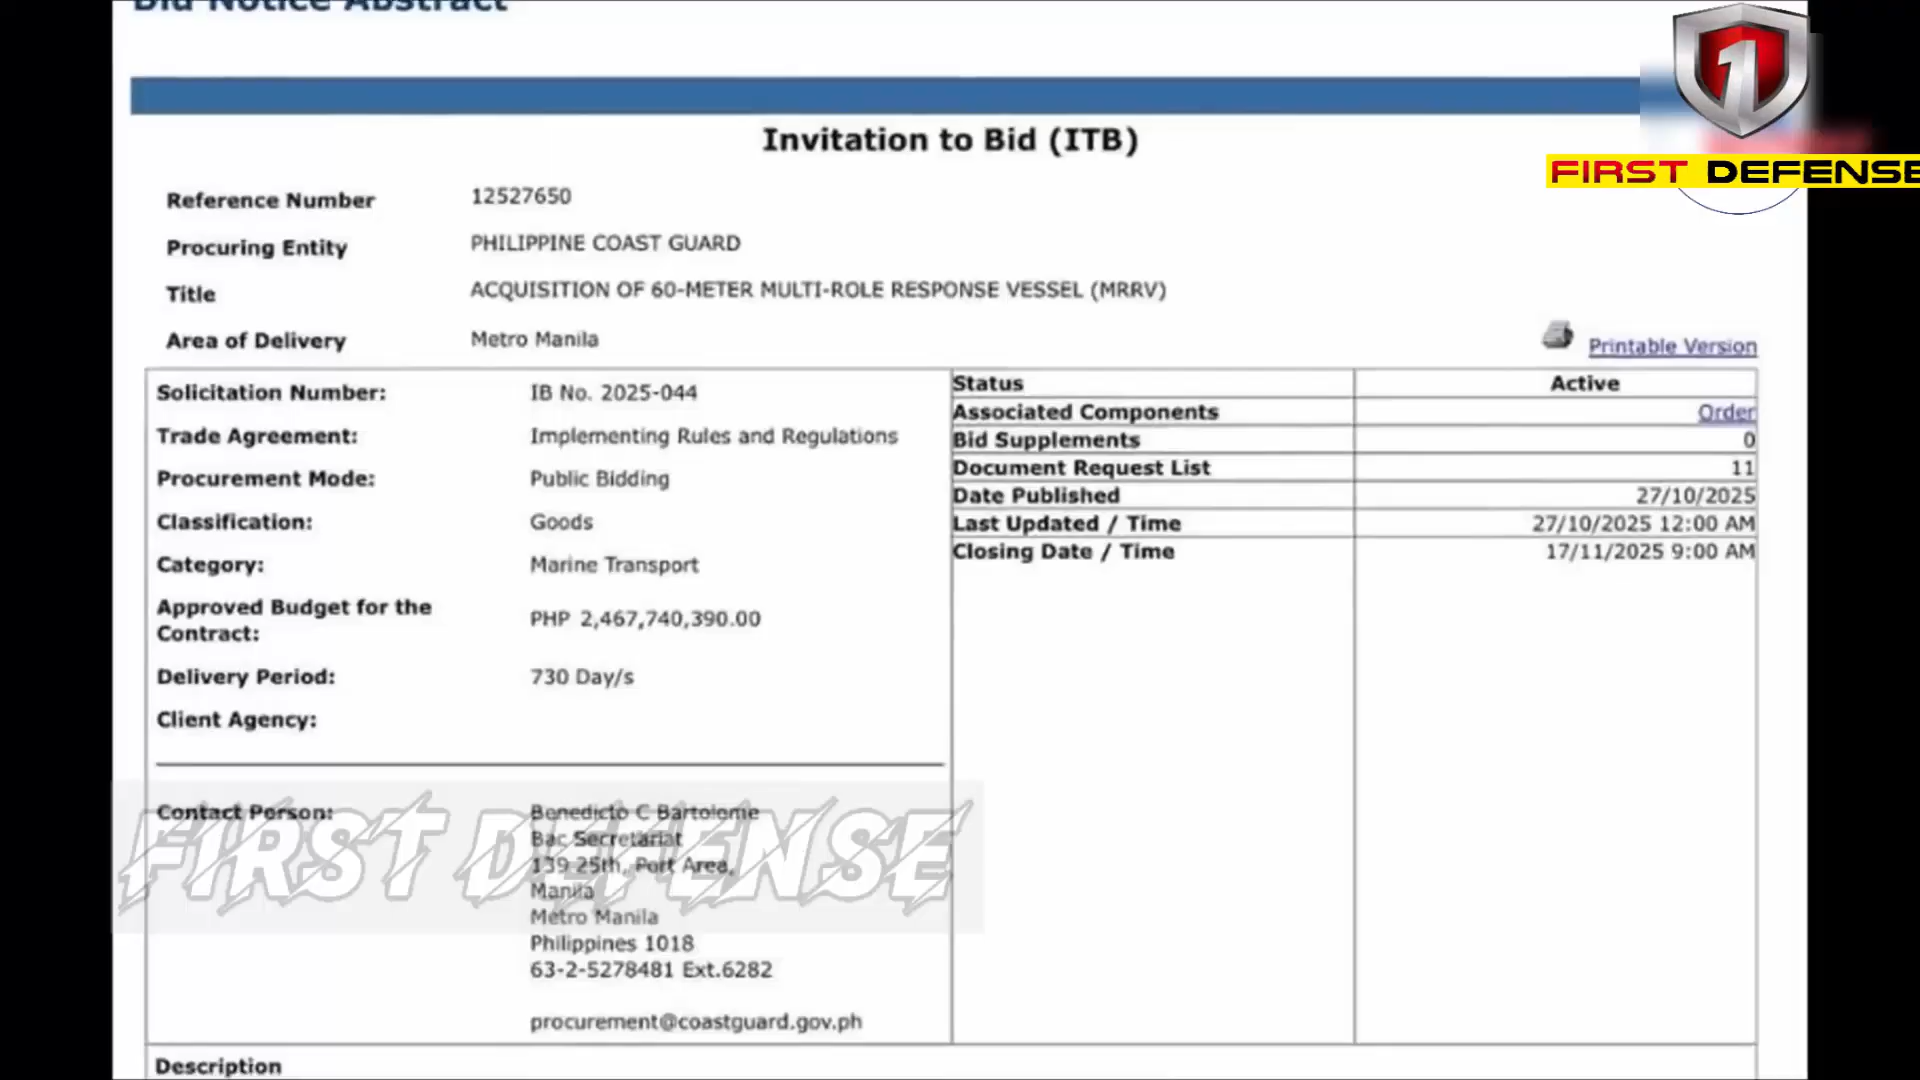 Bid Notice Abstract
FIRST DEFENSE
Invitation to Bid (ITB)
Reference Number 12527650
Procuring Entity PHILIPPINE COAST GUARD
Title ACQUISITION OF 60-METER MULTI-ROLE RESPONSE VESSEL (MRRV)
Area of Delivery Metro Manila
Printable Version
Solicitation Number: IB No. 2025-044
Trade Agreement: Implementing Rules and Regulations
Procurement Mode: Public Bidding
Classification: Goods
Category: Marine Transport
Approved Budget for the
Contract: PHP 2,467,740,390.00
Delivery Period: 730 Day/s
Client Agency:
Contact Person: Benedicto C Bartolome
Bac Secretariat
139 25th, Port Area,
Manila
Metro Manila
Philippines 1018
63-2-5278481 Ext.6282
procurement@coastguard.gov.ph
Status Active
Associated Components Order
Bid Supplements 0
Document Request List 11
Date Published 27/10/2025
Last Updated / Time 27/10/2025 12:00 AM
Closing Date / Time 17/11/2025 9:00 AM
FIRST DEFENSE
Description